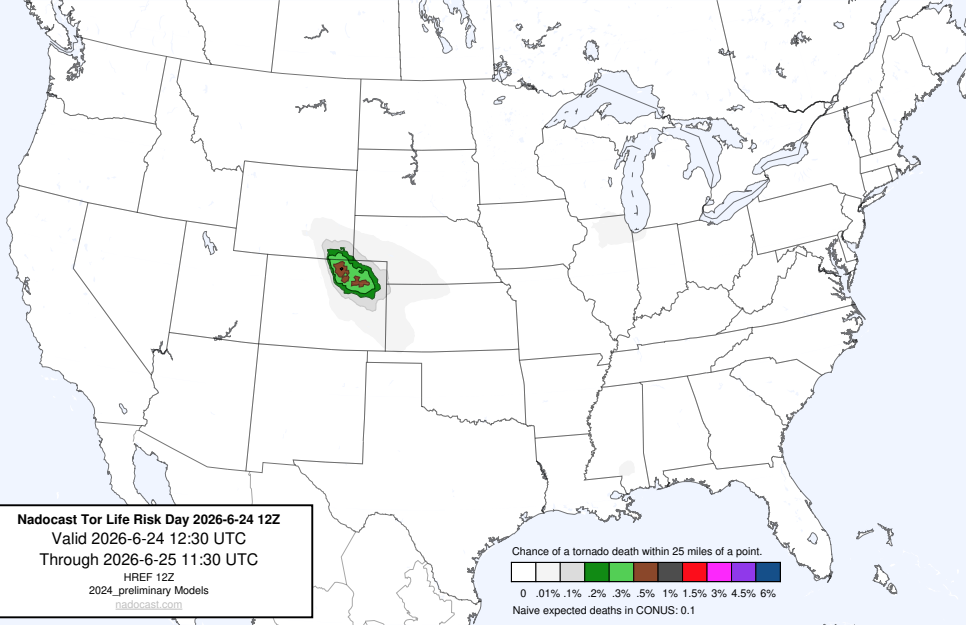 Nadocast Tor Life Risk Day 2026-6-24 12Z
Valid 2026-6-24 12:30 UTC
Through 2026-6-25 11:30 UTC
HREF 12Z
2024_preliminary Models
nadocast.com
Chance of a tornado death within 25 miles of a point.
0 .01% .1% .2% .3% .5% 1% 1.5% 3% 4.5% 6%
Naive expected deaths in CONUS: 0.1